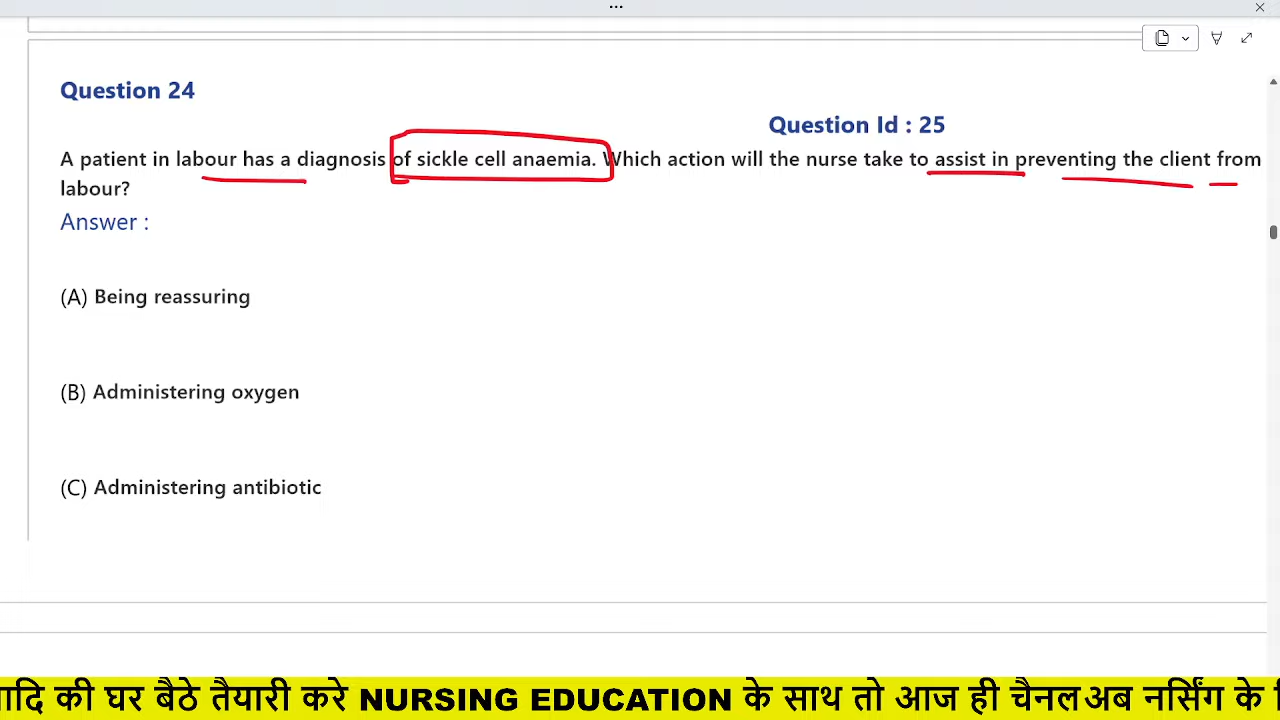 Question 24
Question Id : 25
A patient in labour has a diagnosis of sickle cell anaemia. Which action will the nurse take to assist in preventing the client from
labour?
Answer :
(A) Being reassuring
(B) Administering oxygen
(C) Administering antibiotic
की घर बैठे तैयारी करे NURSING EDUCATION के साथ तो आज ही चैनल अब नर्सिंग के